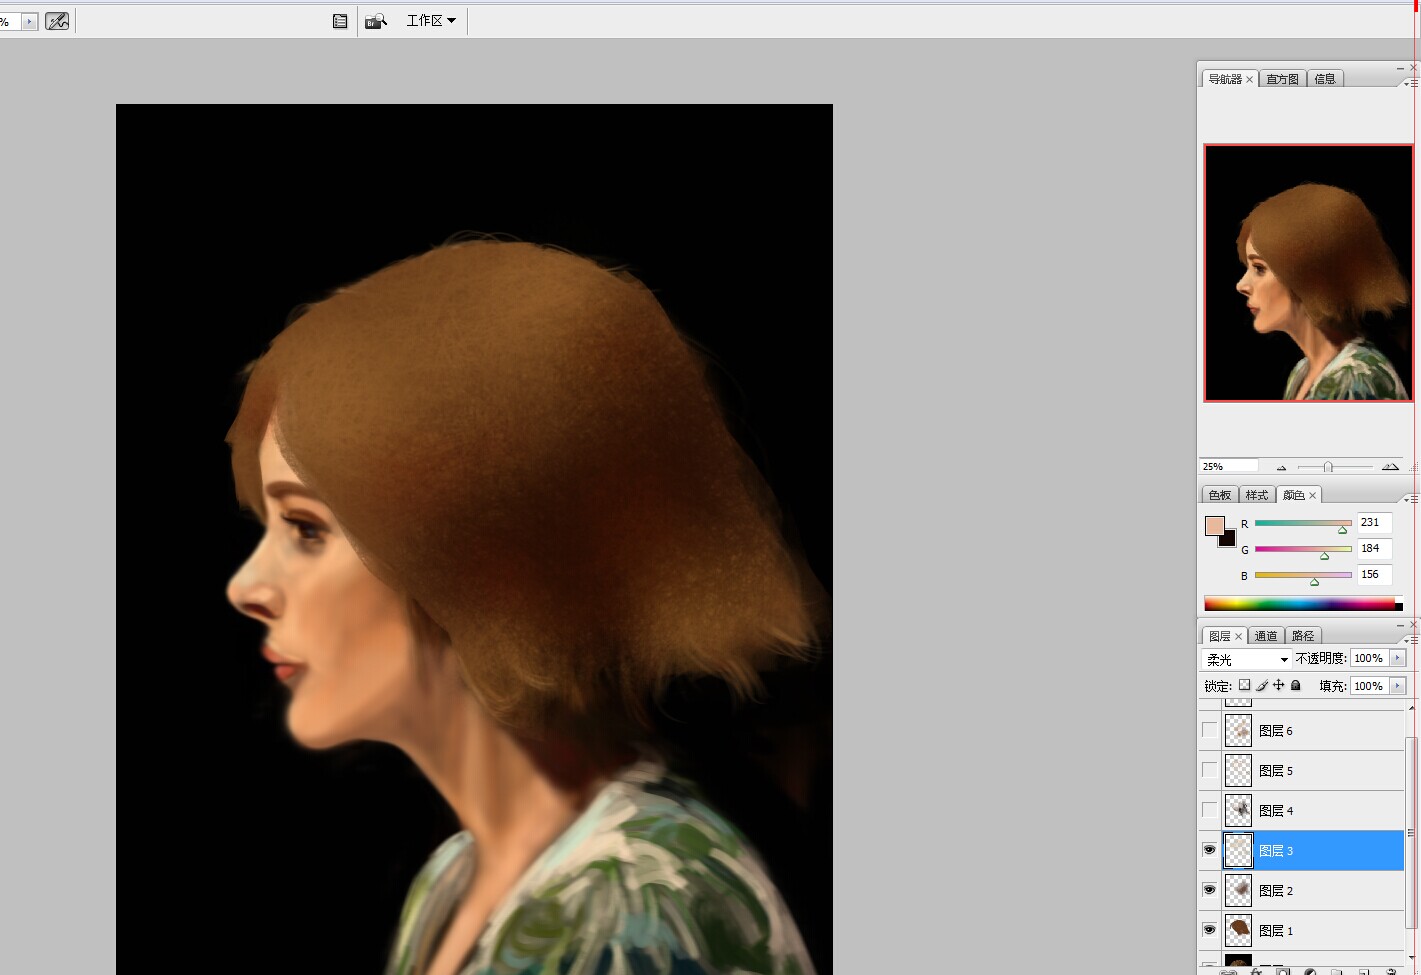 %
Br 工作区
导航器 直方图 信息
25%
色板 样式 颜色
R 231
G 184
B 156
图层 通道 路径
柔光 不透明度: 100%
锁定: 填充: 100%
图层 6
图层 5
图层 4
图层 3
图层 2
图层 1
fx